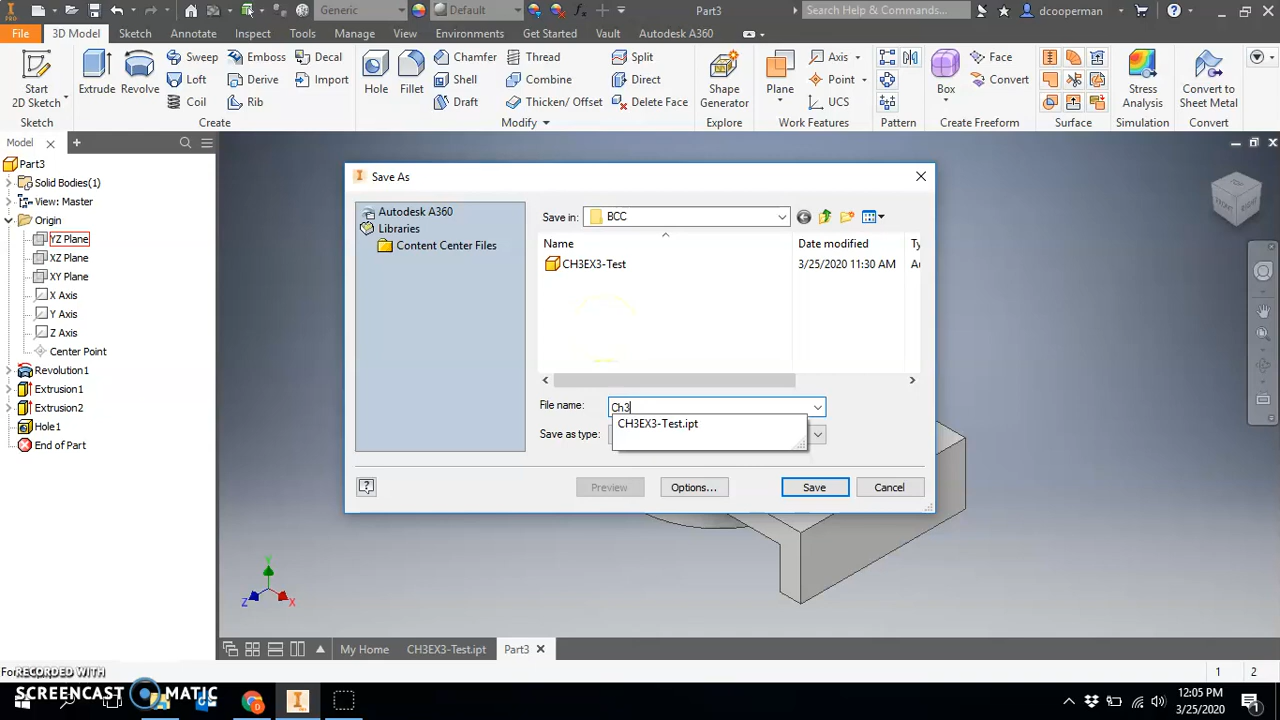 PRO
Generic
Default
Part3
Search Help & Commands...
dcooperman
File
3D Model
Sketch
Annotate
Inspect
Tools
Manage
View
Environments
Get Started
Vault
Autodesk A360
Start
2D Sketch
Extrude
Revolve
Sweep
Emboss
Decal
Loft
Derive
Import
Coil
Rib
Hole
Fillet
Chamfer
Thread
Split
Shell
Combine
Direct
Draft
Thicken/ Offset
Delete Face
Shape
Generator
Plane
Axis
Point
UCS
Box
Face
Convert
Stress
Analysis
Convert to
Sheet Metal
Sketch
Create
Modify
Explore
Work Features
Pattern
Create Freeform
Surface
Simulation
Convert
Model
Part3
Solid Bodies(1)
View: Master
Origin
YZ Plane
XZ Plane
XY Plane
X Axis
Y Axis
Z Axis
Center Point
Revolution1
Extrusion1
Extrusion2
Hole1
End of Part
Save As
Autodesk A360
Libraries
Content Center Files
Save in:
BCC
Name
Date modified
CH3EX3-Test
3/25/2020 11:30 AM
File name:
Ch3
CH3EX3-Test.ipt
Save as type:
Preview
Options...
Save
Cancel
RIGHT
Y
Z
X
My Home
CH3EX3-Test.ipt
Part3
1
2
RECORDED WITH
SCREENCAST MATIC
12:05 PM
3/25/2020